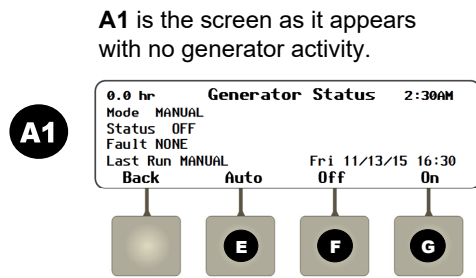 A1 is the screen as it appears
with no generator activity.
A1
0.0 hr Generator Status 2:30AM
Mode MANUAL
Status OFF
Fault NONE
Last Run MANUAL Fri 11/13/15 16:30
Back Auto Off On
E F G